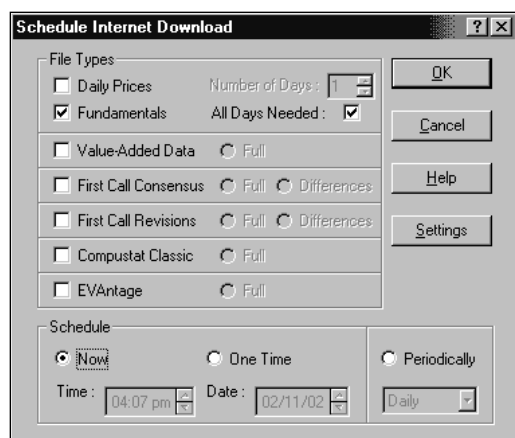 Schedule Internet Download
File Types
Daily Prices Number of Days : 1
Fundamentals All Days Needed :
Value-Added Data Full
First Call Consensus Full Differences
First Call Revisions Full Differences
Compustat Classic Full
EVAntage Full
OK
Cancel
Help
Settings
Schedule
Now One Time Periodically
Time : 04:07 pm Date : 02/11/02 Daily